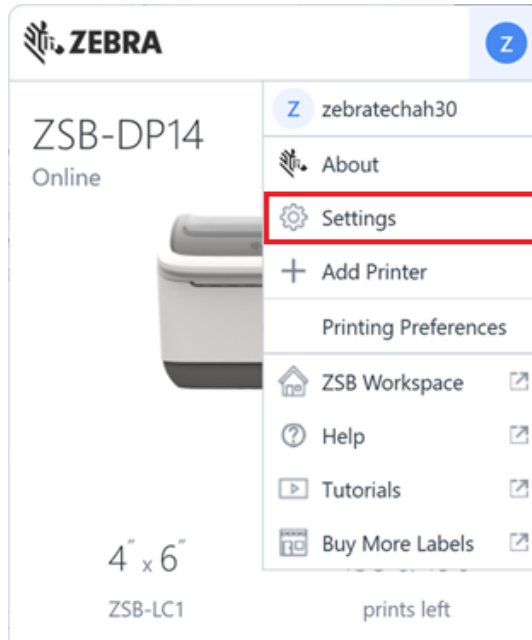 ZEBRA
Z
ZSB-DP14
Online
Z zebratechah30
About
Settings
Add Printer
Printing Preferences
ZSB Workspace
Help
Tutorials
Buy More Labels
4″ x 6″
ZSB-LC1
prints left